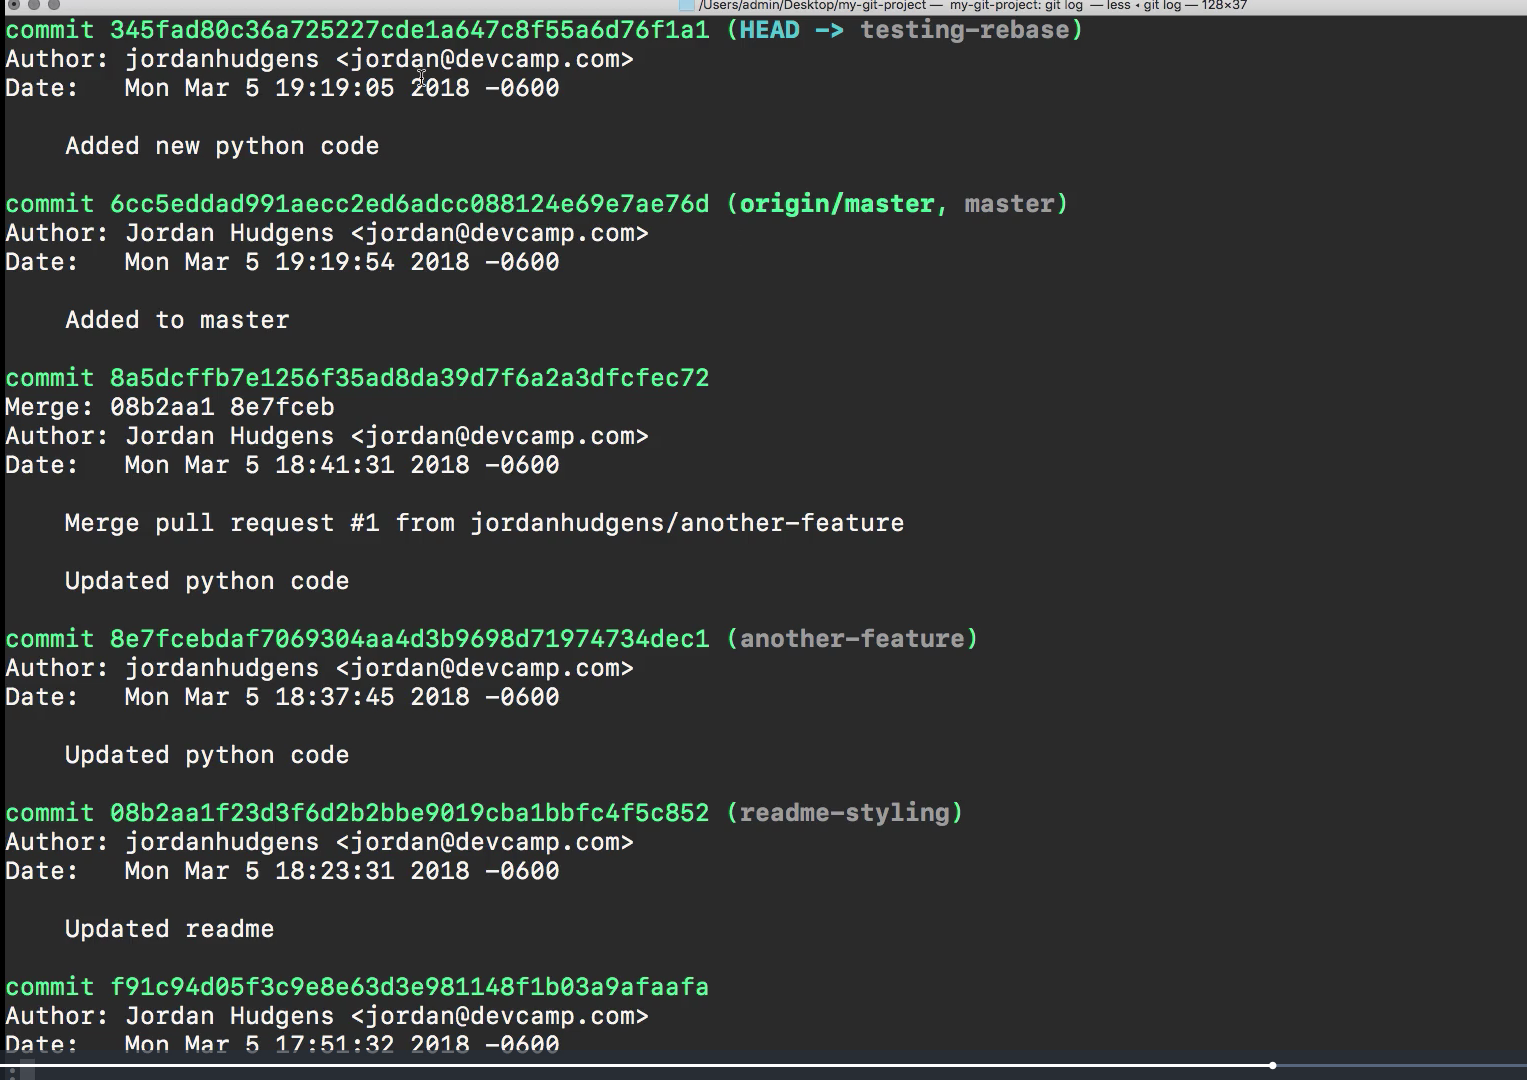 /Users/admin/Desktop/my-git-project — my-git-project: git log — less ◂ git log — 128×37
commit 345fad80c36a725227cde1a647c8f55a6d76f1a1 (HEAD -> testing-rebase)
Author: jordanhudgens <jordan@devcamp.com>
Date:   Mon Mar 5 19:19:05 2018 -0600
Added new python code
commit 6cc5eddad991aecc2ed6adcc088124e69e7ae76d (origin/master, master)
Author: Jordan Hudgens <jordan@devcamp.com>
Date:   Mon Mar 5 19:19:54 2018 -0600
Added to master
commit 8a5dcffb7e1256f35ad8da39d7f6a2a3dfcfec72
Merge: 08b2aa1 8e7fceb
Author: Jordan Hudgens <jordan@devcamp.com>
Date:   Mon Mar 5 18:41:31 2018 -0600
Merge pull request #1 from jordanhudgens/another-feature
Updated python code
commit 8e7fcebdaf7069304aa4d3b9698d71974734dec1 (another-feature)
Author: jordanhudgens <jordan@devcamp.com>
Date:   Mon Mar 5 18:37:45 2018 -0600
Updated python code
commit 08b2aa1f23d3f6d2b2bbe9019cba1bbfc4f5c852 (readme-styling)
Author: jordanhudgens <jordan@devcamp.com>
Date:   Mon Mar 5 18:23:31 2018 -0600
Updated readme
commit f91c94d05f3c9e8e63d3e981148f1b03a9afaafa
Author: Jordan Hudgens <jordan@devcamp.com>
Date:   Mon Mar 5 17:51:32 2018 -0600
: